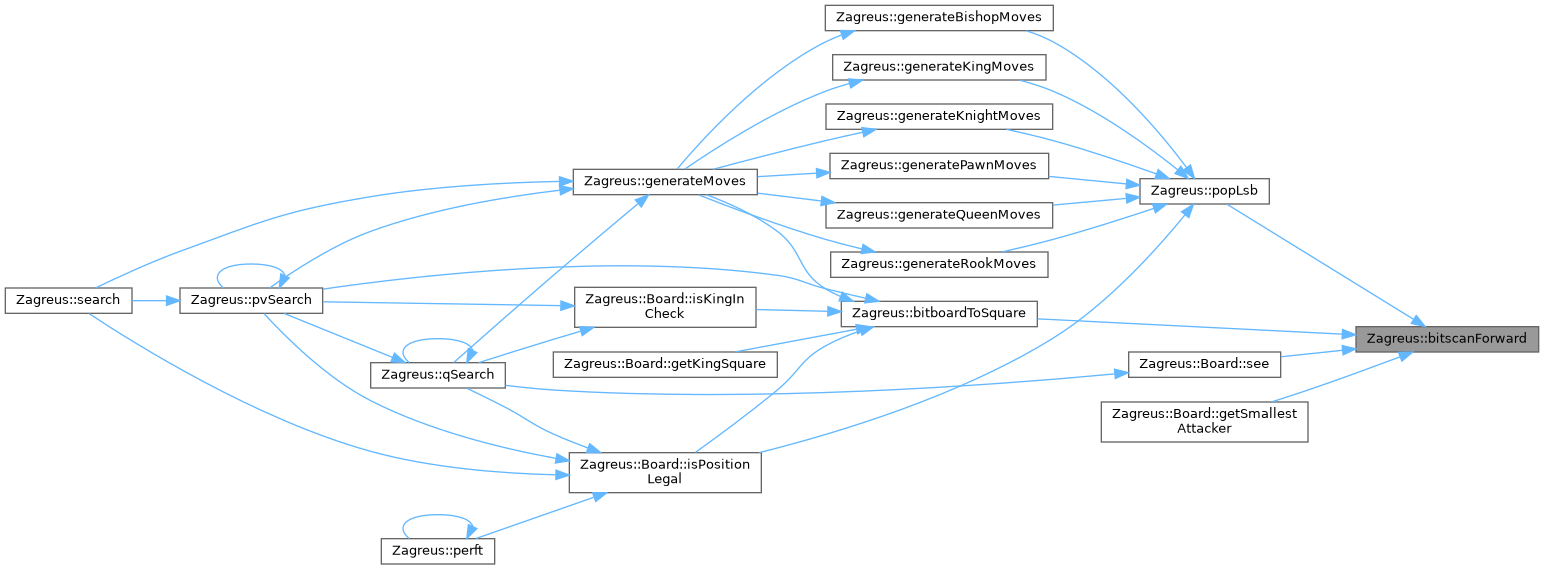 Zagreus::generateBishopMoves
Zagreus::generateKingMoves
Zagreus::generateKnightMoves
Zagreus::generatePawnMoves
Zagreus::generateMoves
Zagreus::popLsb
Zagreus::generateQueenMoves
Zagreus::generateRookMoves
Zagreus::search
Zagreus::pvSearch
Zagreus::Board::isKingIn
Check
Zagreus::bitboardToSquare
Zagreus::bitscanForward
Zagreus::Board::getKingSquare
Zagreus::Board::see
Zagreus::qSearch
Zagreus::Board::getSmallest
Attacker
Zagreus::Board::isPosition
Legal
Zagreus::perft